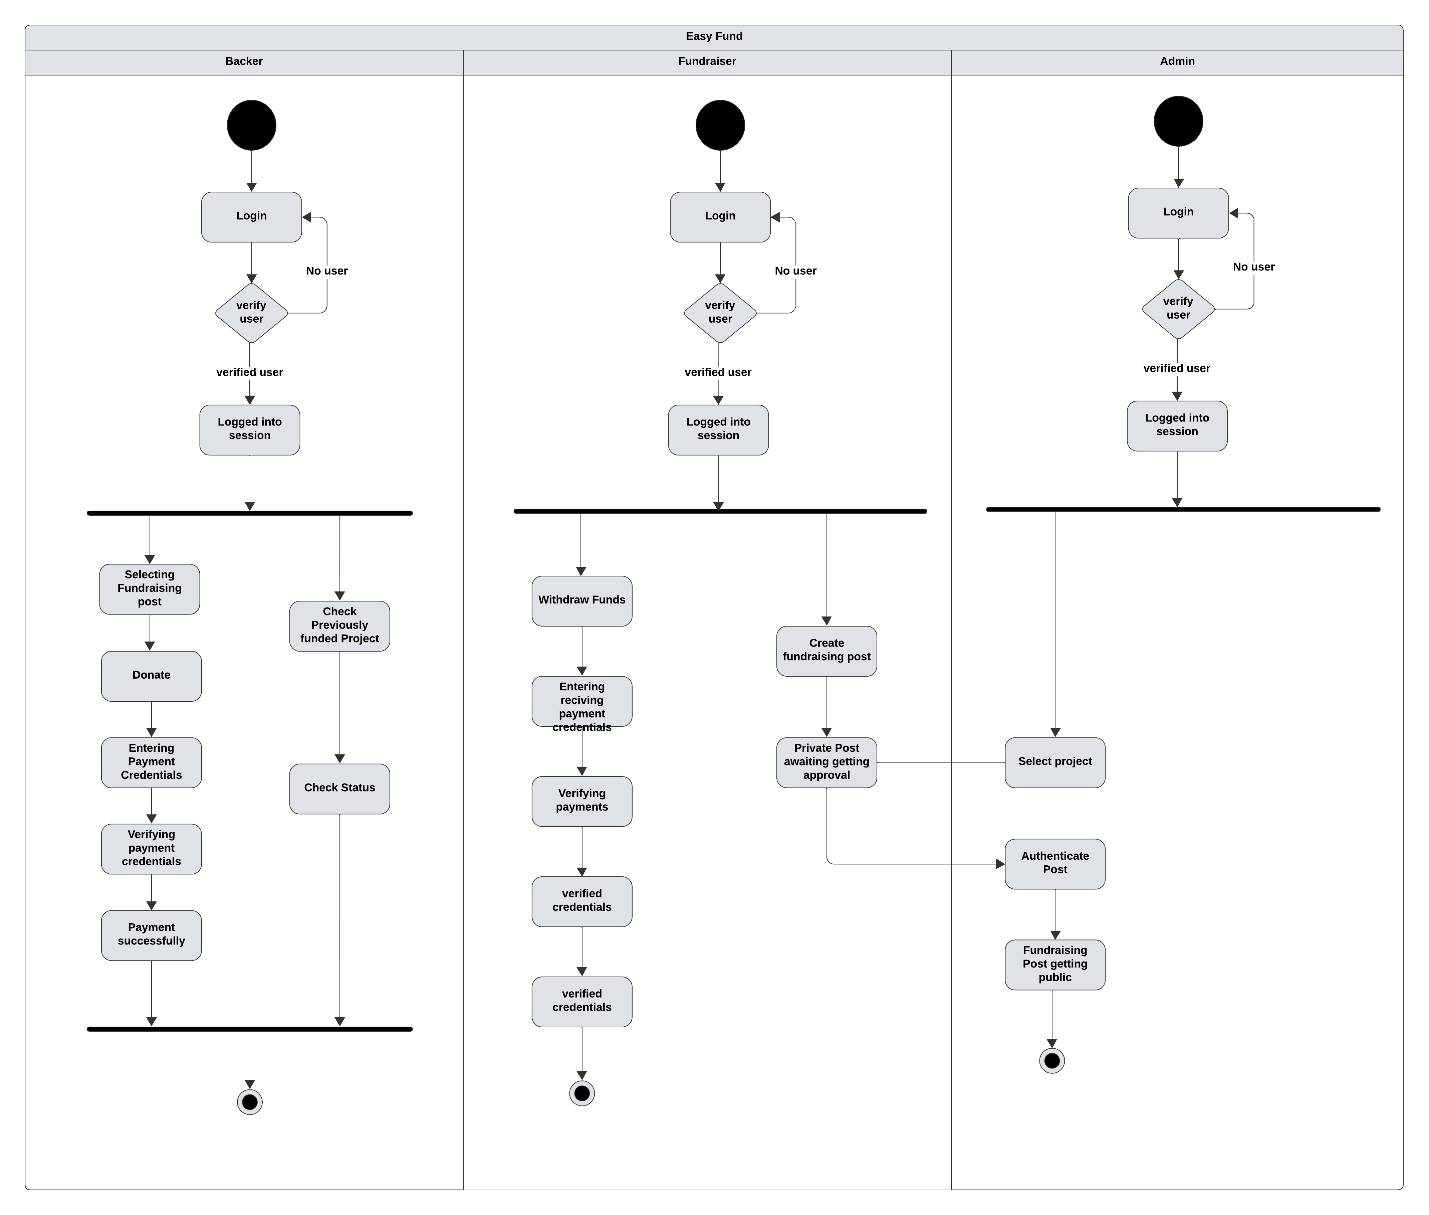 Easy Fund
Backer
Fundraiser
Admin
Login
No user
verify
user
verified user
Logged into
session
Selecting
Fundraising
post
Donate
Entering
Payment
Credentials
Verifying
payment
credentials
Payment
successfully
Check
Previously
funded Project
Check Status
Login
No user
verify
user
verified user
Logged into
session
Withdraw Funds
Entering
reciving
payment
credentials
Verifying
payments
verified
credentials
verified
credentials
Create
fundraising post
Private Post
awaiting getting
approval
Login
No user
verify
user
verified user
Logged into
session
Select project
Authenticate
Post
Fundraising
Post getting
public